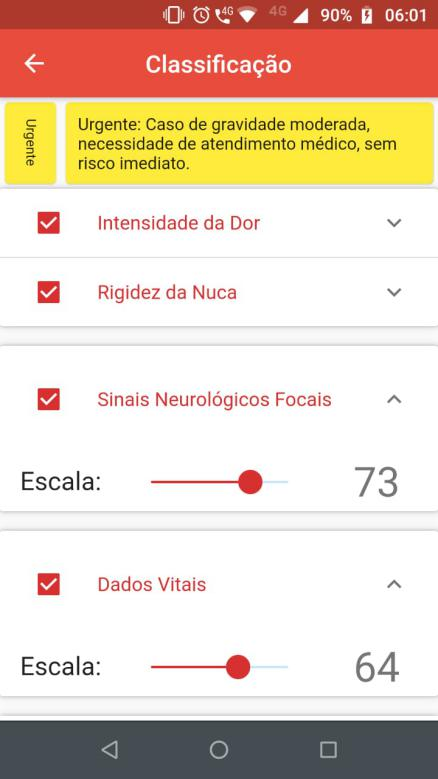 4G 4G 90% 06:01
Classificação
Urgente
Urgente: Caso de gravidade moderada,
necessidade de atendimento médico, sem
risco imediato.
Intensidade da Dor
Rigidez da Nuca
Sinais Neurológicos Focais
Escala: 73
Dados Vitais
Escala: 64